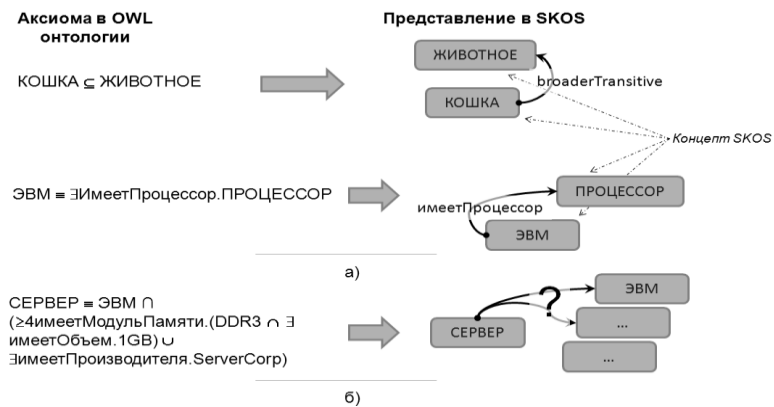 Аксиома в OWL
онтологии
Представление в SKOS
КОШКА ⊆ ЖИВОТНОЕ
ЖИВОТНОЕ
broaderTransitive
КОШКА
Концепт SKOS
ЭВМ ≡ ∃ИмеетПроцессор.ПРОЦЕССОР
ПРОЦЕССОР
имеетПроцессор
ЭВМ
а)
СЕРВЕР ≡ ЭВМ ∩
(≥4имеетМодульПамяти.(DDR3 ∩ ∃
имеетОбъем.1GB) ∪
∃имеетПроизводителя.ServerCorp)
?
ЭВМ
СЕРВЕР
...
...
б)